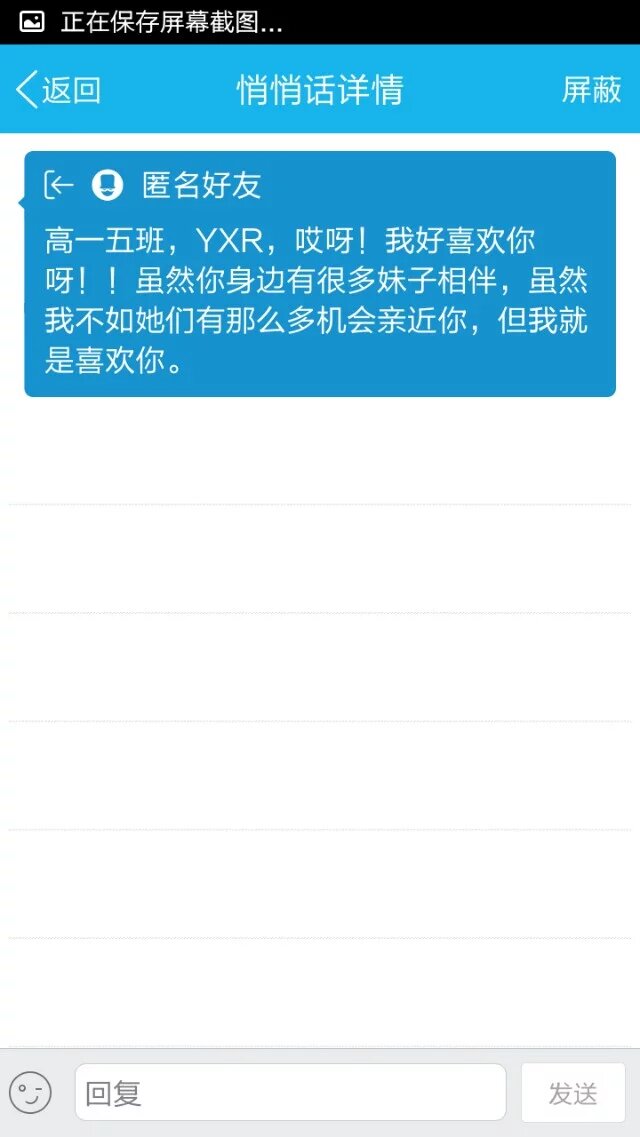 正在保存屏幕截图...
返回
悄悄话详情
屏蔽
匿名好友
高一五班，YXR，哎呀！我好喜欢你
呀！！虽然你身边有很多妹子相伴，虽然
我不如她们有那么多机会亲近你，但我就
是喜欢你。
回复
发送